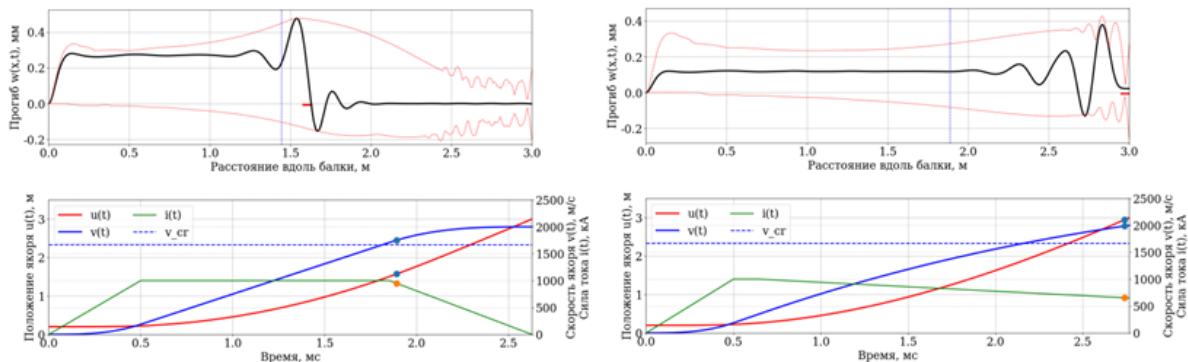 Прогиб w(x,t), мм
0.4
0.2
0.0
-0.2
0.0 0.5 1.0 1.5 2.0 2.5 3.0
Расстояние вдоль балки, м
Прогиб w(x,t), мм
0.4
0.2
0.0
-0.2
0.0 0.5 1.0 1.5 2.0 2.5 3.0
Расстояние вдоль балки, м
Положение якоря u(t), м
3
2
1
0
u(t) i(t)
v(t) v_cr
2500
2000
1500
1000
500
0
Скорость якоря v(t), м/с
Сила тока i(t), кА
0.0 0.5 1.0 1.5 2.0 2.5
Время, мс
Положение якоря u(t), м
3
2
1
0
u(t) i(t)
v(t) v_cr
2500
2000
1500
1000
500
0
Скорость якоря v(t), м/с
Сила тока i(t), кА
0.0 0.5 1.0 1.5 2.0 2.5
Время, мс